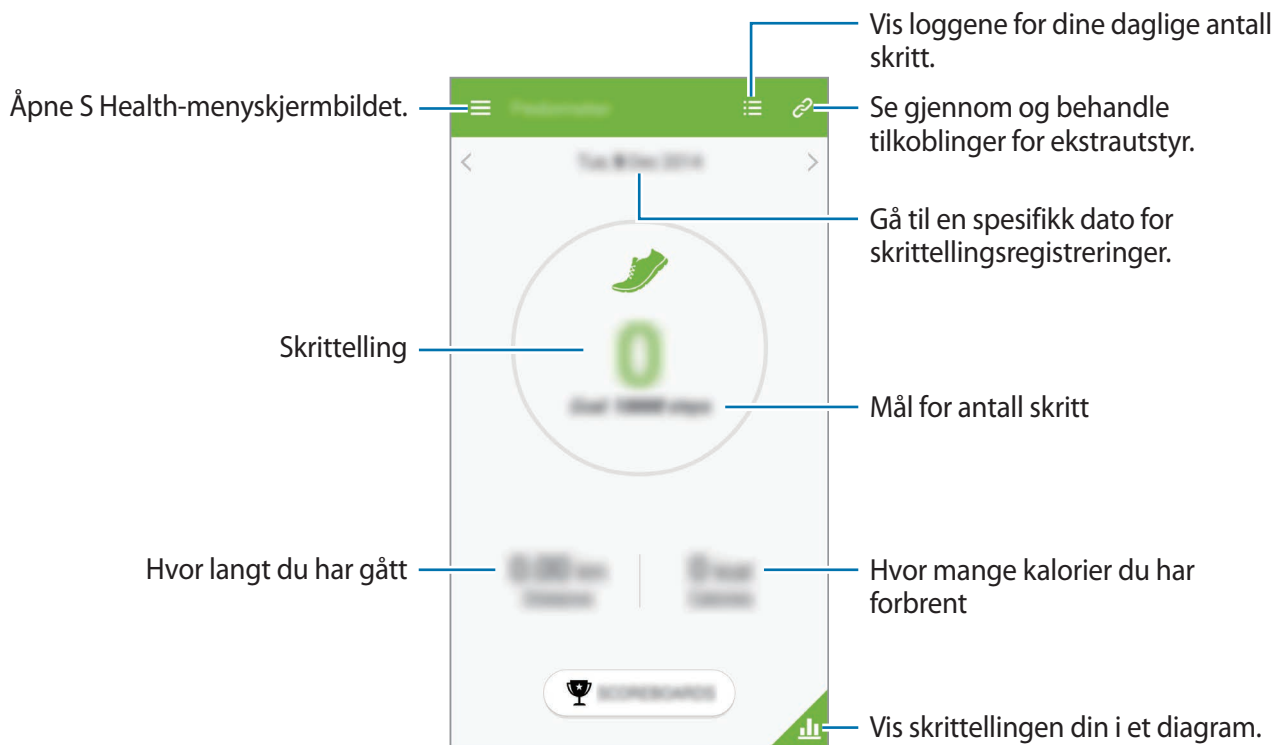 Vis loggene for dine daglige antall
skritt.
Åpne S Health-menyskjermbildet.
Se gjennom og behandle
tilkoblinger for ekstrautstyr.
Gå til en spesifikk dato for
skrittellingsregistreringer.
Skrittelling
0
Mål for antall skritt
Hvor langt du har gått
Hvor mange kalorier du har
forbrent
SCOREBOARDS
Vis skrittellingen din i et diagram.